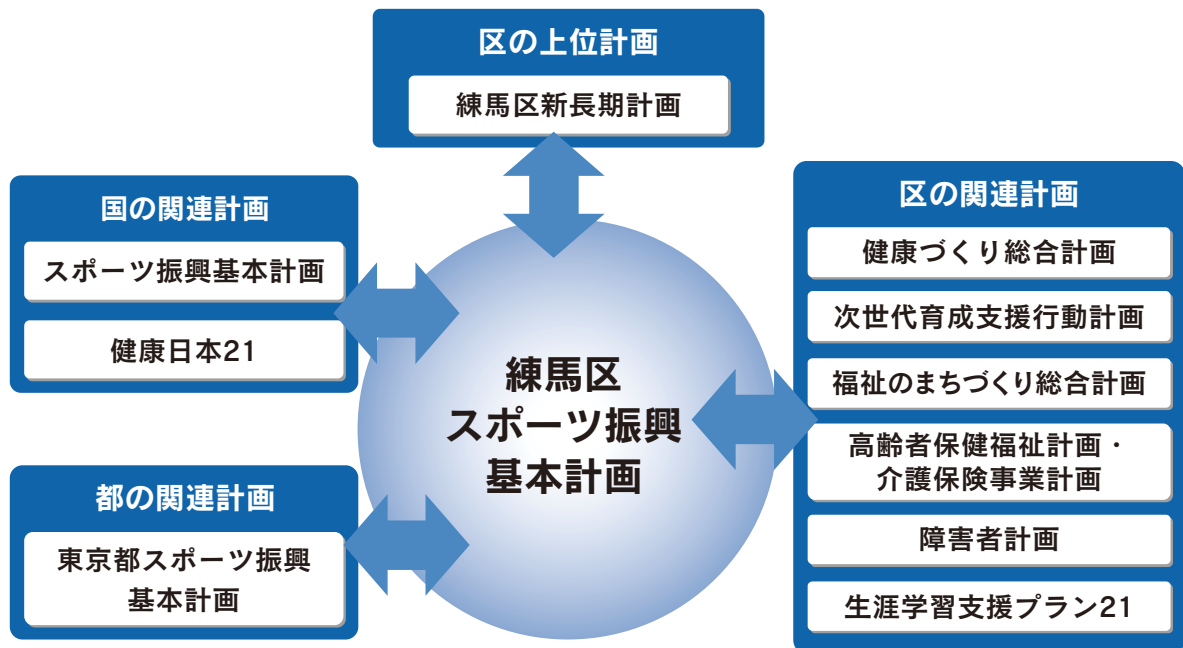 区の上位計画
練馬区新長期計画
国の関連計画
スポーツ振興基本計画
健康日本21
都の関連計画
東京都スポーツ振興
基本計画
練馬区
スポーツ振興
基本計画
区の関連計画
健康づくり総合計画
次世代育成支援行動計画
福祉のまちづくり総合計画
高齢者保健福祉計画・
介護保険事業計画
障害者計画
生涯学習支援プラン21